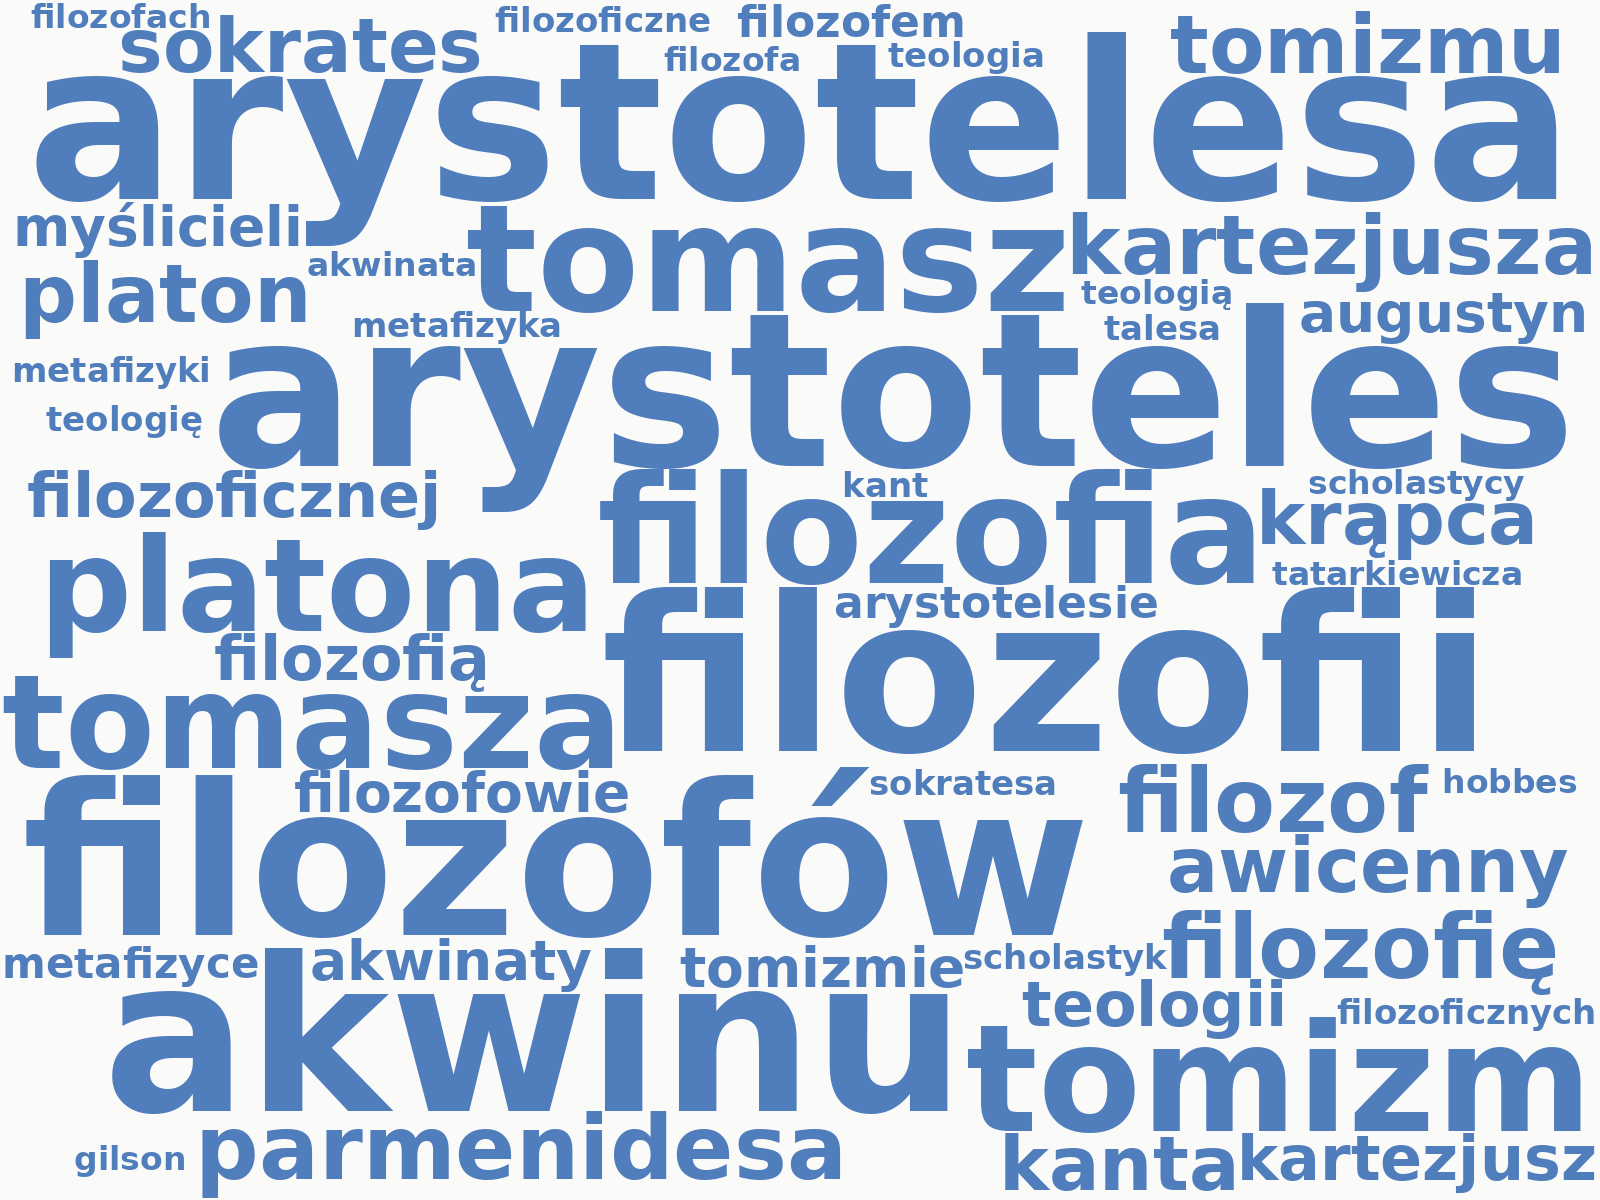 filozofach
sokrates
filozoficzne
filozofem
filozofa
teologia
tomizmu
arystotelesa
myślicieli
akwinata
tomasz
kartezjusza
platon
teologią
augustyn
metafizyka
talesa
metafizyki
arystoteles
teologię
filozoficznej
kant
filozofia
scholastycy
krąpca
platona
tatarkiewicza
arystotelesie
filozofią
filozofii
tomasza
filozofowie
sokratesa
filozof
hobbes
filozofów
awicenny
metafizyce
akwinaty
tomizmie
scholastyk
filozofię
akwinu
teologii
filozoficznych
tomizm
gilson
parmenidesa
kanta
kartezjusz